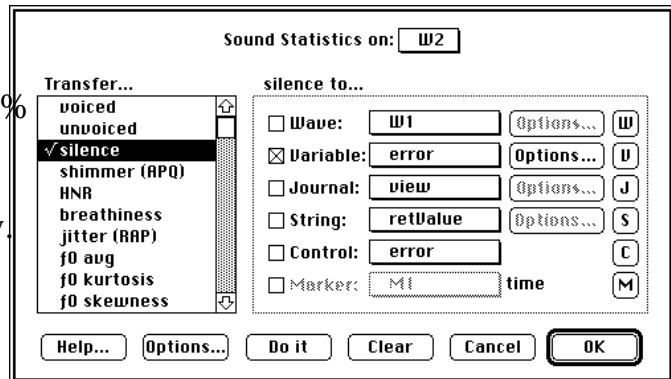 Sound Statistics on: W2
Transfer...
%
voiced
unvoiced
√silence
shimmer (APQ)
HNR
breathiness
jitter (RAP)
f0 avg
f0 kurtosis
f0 skewness
.
silence to...
Wave: W1 Options... W
Variable: error Options... V
Journal: view Options... J
String: retValue Options... S
Control: error C
Marker: M1 time M
Help... Options... Do it Clear Cancel OK